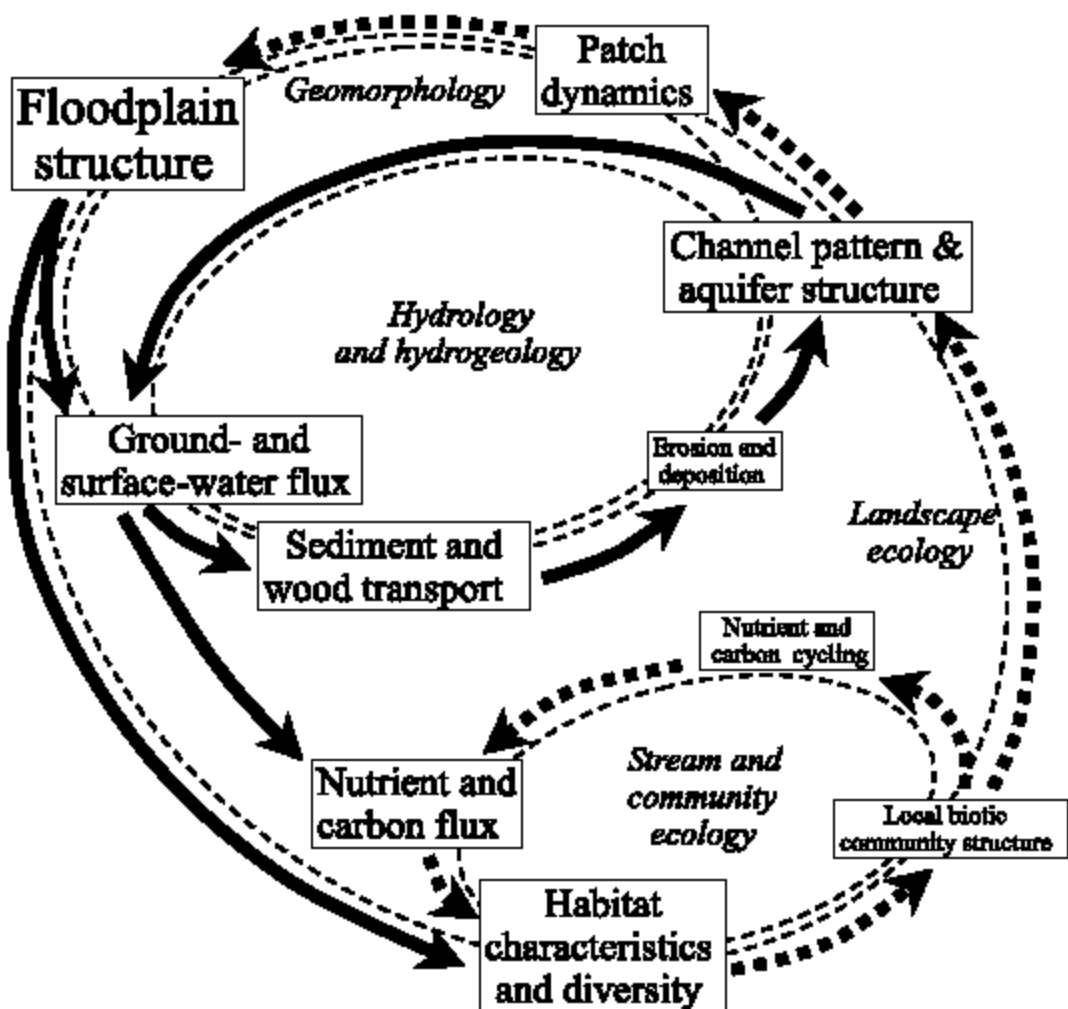 Patch
dynamics
Geomorphology
Floodplain
structure
Channel pattern &
aquifer structure
Hydrology
and hydrogeology
Ground- and
surface-water flux
Erosion and
deposition
Landscape
ecology
Sediment and
wood transport
Nutrient and
carbon cycling
Nutrient and
carbon flux
Stream and
community
ecology
Local biotic
community structure
Habitat
characteristics
and diversity